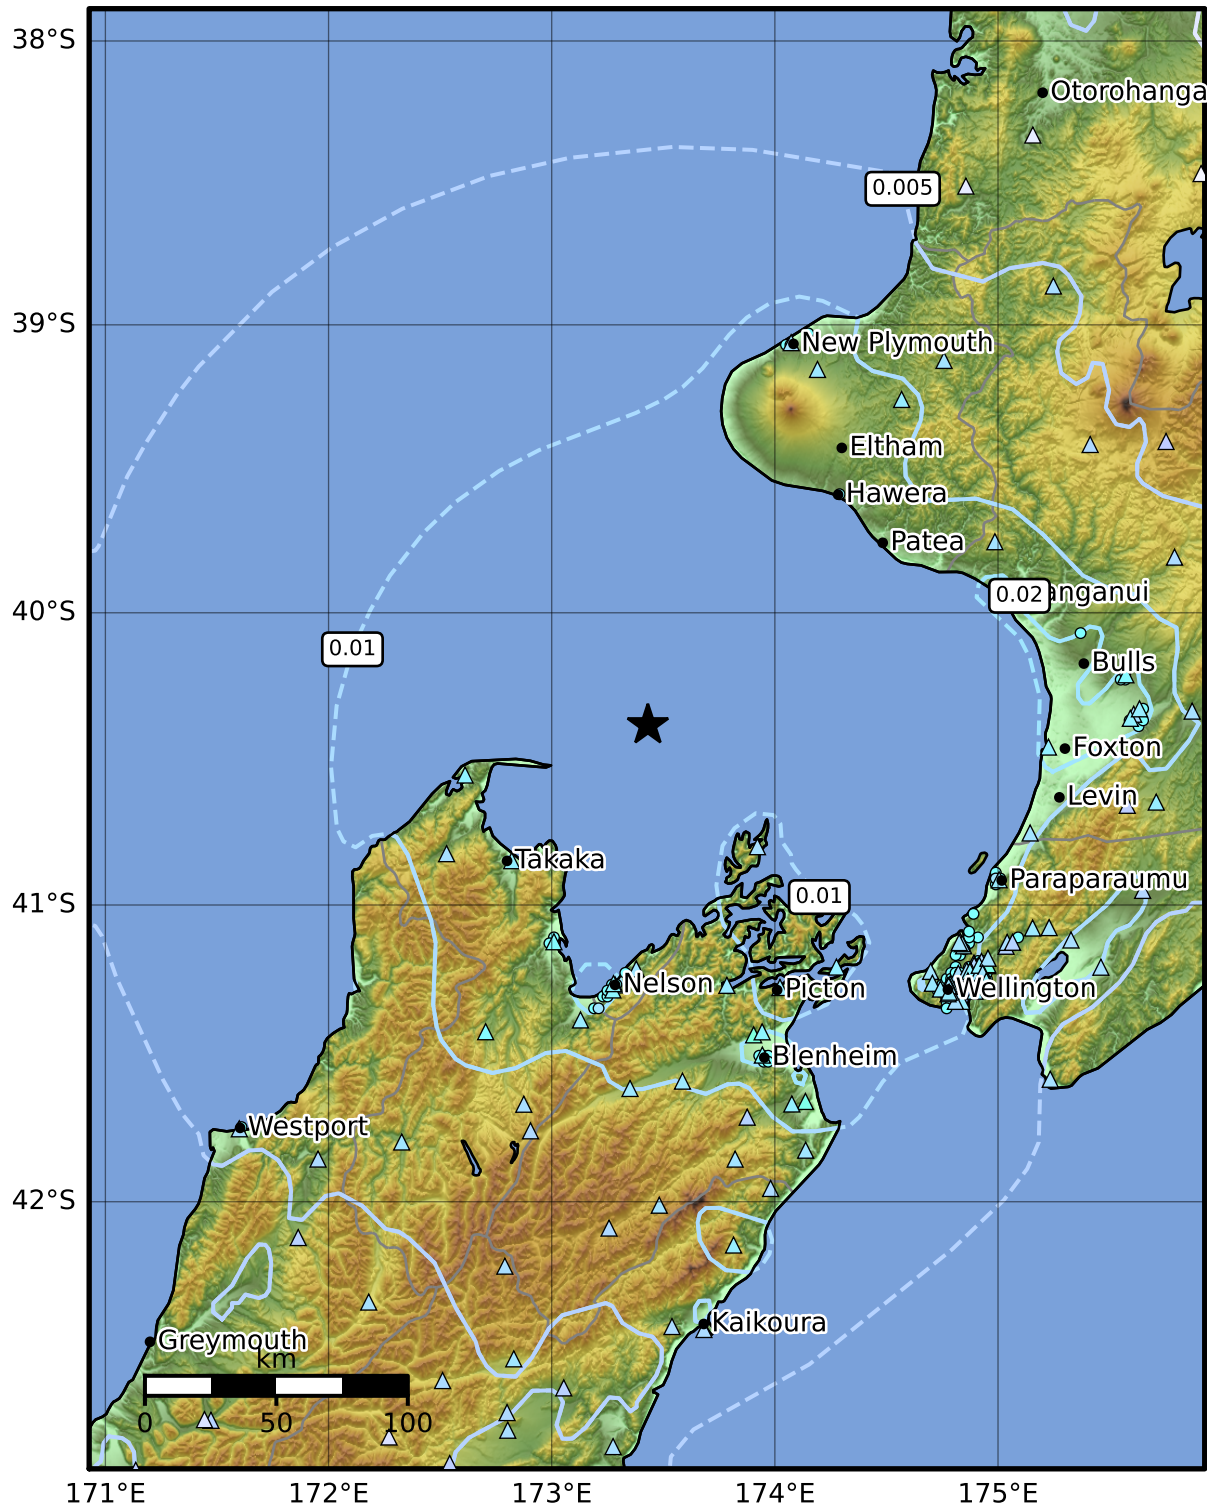 38°S
Otorohanga
0.005
39°S
New Plymouth
Eltham
Hawera
Patea
0.02
anganui
40°S
0.01
Bulls
Foxton
Levin
Takaka
Paraparaumu
0.01
41°S
Nelson
Picton
Wellington
Blenheim
Westport
42°S
Kaikoura
Greymouth
km
0 50 100
171°E 172°E 173°E 174°E 175°E